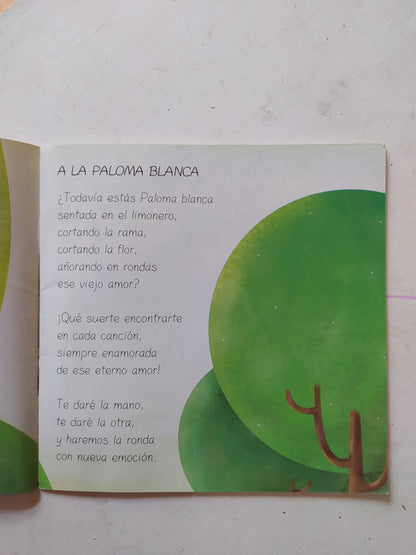 A LA PALOMA BLANCA
¿Todavía estás Paloma blanca
sentada en el limonero,
cortando la rama,
cortando la flor,
añorando en rondas
ese viejo amor?
¡Qué suerte encontrarte
en cada canción,
siempre enamorada
de ese eterno amor!
Te daré la mano,
te daré la otra,
y haremos la ronda
con nueva emoción.